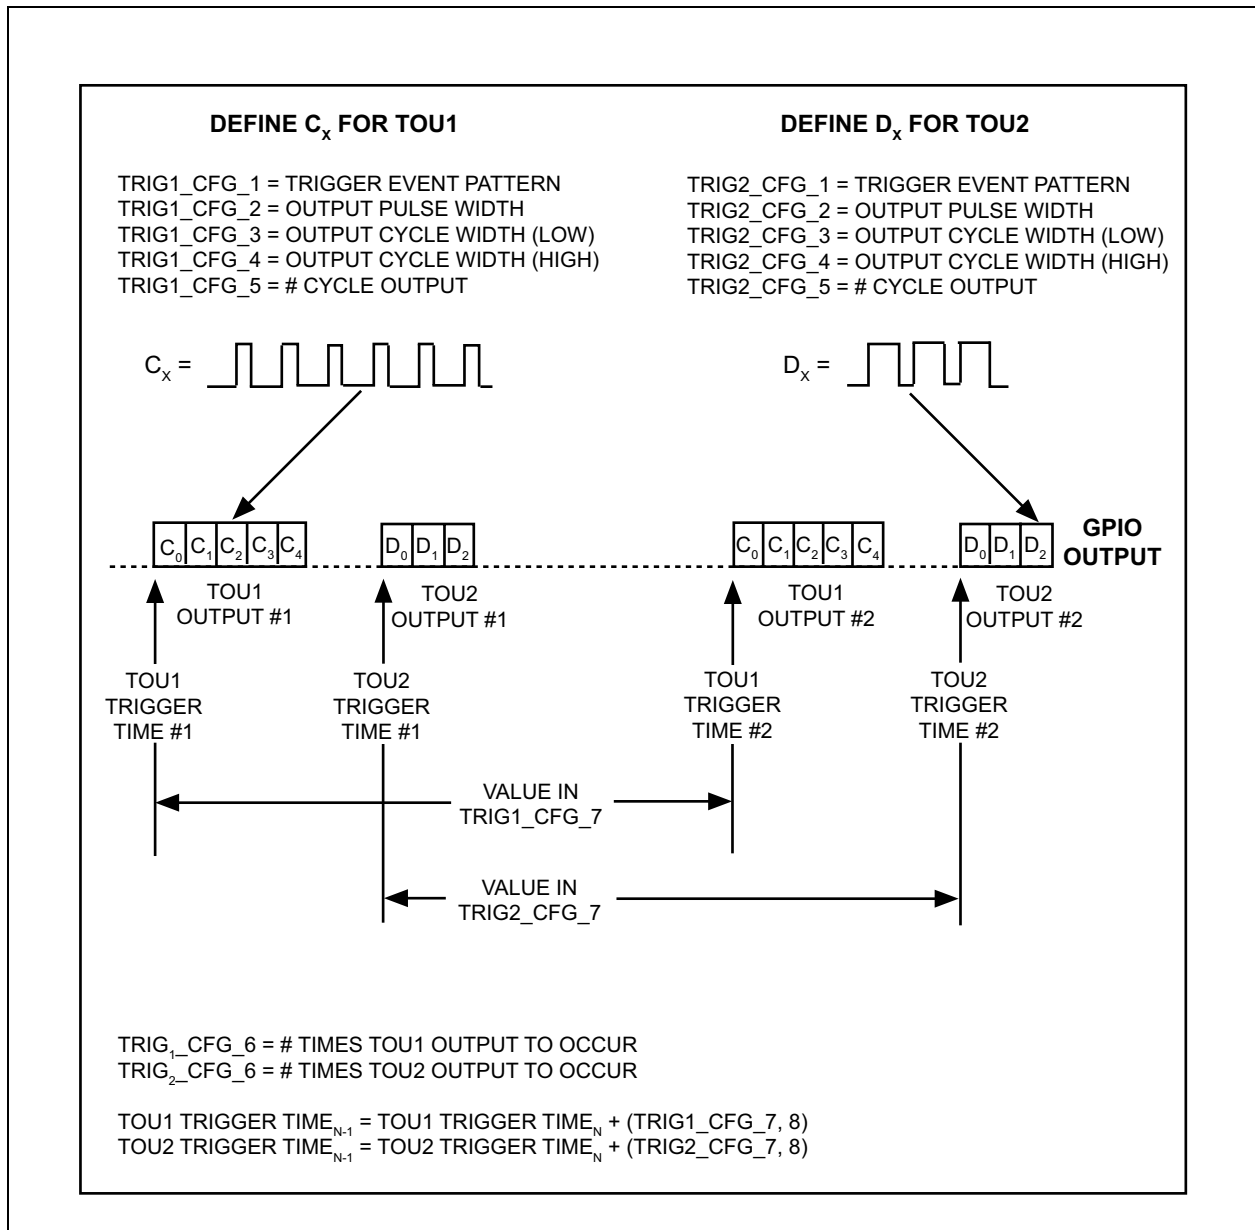 DEFINE Cₓ FOR TOU1
TRIG1_CFG_1 = TRIGGER EVENT PATTERN
TRIG1_CFG_2 = OUTPUT PULSE WIDTH
TRIG1_CFG_3 = OUTPUT CYCLE WIDTH (LOW)
TRIG1_CFG_4 = OUTPUT CYCLE WIDTH (HIGH)
TRIG1_CFG_5 = # CYCLE OUTPUT
DEFINE Dₓ FOR TOU2
TRIG2_CFG_1 = TRIGGER EVENT PATTERN
TRIG2_CFG_2 = OUTPUT PULSE WIDTH
TRIG2_CFG_3 = OUTPUT CYCLE WIDTH (LOW)
TRIG2_CFG_4 = OUTPUT CYCLE WIDTH (HIGH)
TRIG2_CFG_5 = # CYCLE OUTPUT
Cₓ =
Dₓ =
C₀ C₁ C₂ C₃ C₄
D₀ D₁ D₂
C₀ C₁ C₂ C₃ C₄
D₀ D₁ D₂
GPIO
OUTPUT
TOU1
OUTPUT #1
TOU2
OUTPUT #1
TOU1
OUTPUT #2
TOU2
OUTPUT #2
TOU1
TRIGGER
TIME #1
TOU2
TRIGGER
TIME #1
TOU1
TRIGGER
TIME #2
TOU2
TRIGGER
TIME #2
VALUE IN
TRIG1_CFG_7
VALUE IN
TRIG2_CFG_7
TRIG₁_CFG_6 = # TIMES TOU1 OUTPUT TO OCCUR
TRIG₂_CFG_6 = # TIMES TOU2 OUTPUT TO OCCUR
TOU1 TRIGGER TIME_N-1 = TOU1 TRIGGER TIME_N + (TRIG1_CFG_7, 8)
TOU2 TRIGGER TIME_N-1 = TOU2 TRIGGER TIME_N + (TRIG2_CFG_7, 8)